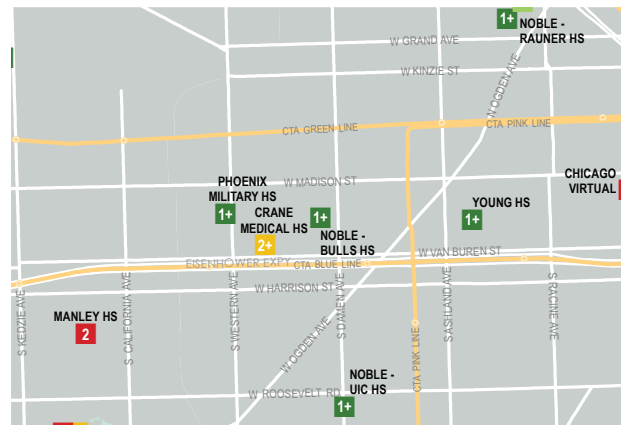 1+
NOBLE -
RAUNER HS
W GRAND AVE
W KINZIE ST
N OGDEN AVE
CTA GREEN LINE
CTA PINK LINE
PHOENIX
MILITARY HS
1+
W MADISON ST
CHICAGO
VIRTUAL
CRANE
MEDICAL HS
2+
1+
NOBLE -
BULLS HS
YOUNG HS
1+
W VAN BUREN ST
EISENHOWER EXPY
CTA BLUE LINE
W HARRISON ST
MANLEY HS
2
S KEDZIE AVE
S CALIFORNIA AVE
S WESTERN AVE
S DAMEN AVE
W OGDEN AVE
CTA PINK LINE
S ASHLAND AVE
S RACINE AVE
NOBLE -
UIC HS
W ROOSEVELT RD
1+